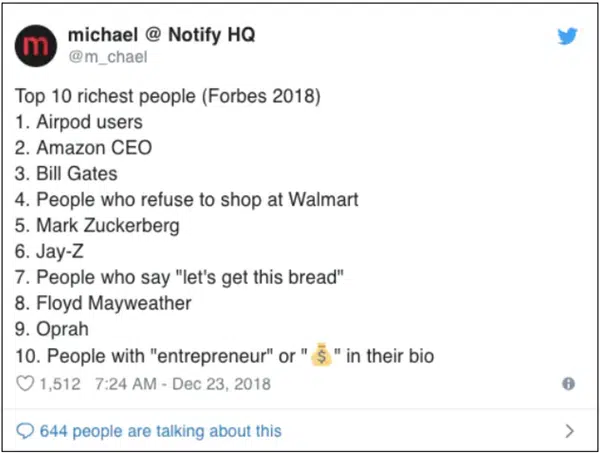 m
michael @ Notify HQ
@m_chael
Top 10 richest people (Forbes 2018)
1. Airpod users
2. Amazon CEO
3. Bill Gates
4. People who refuse to shop at Walmart
5. Mark Zuckerberg
6. Jay-Z
7. People who say "let's get this bread"
8. Floyd Mayweather
9. Oprah
10. People with "entrepreneur" or "💰" in their bio
1,512 7:24 AM - Dec 23, 2018
644 people are talking about this